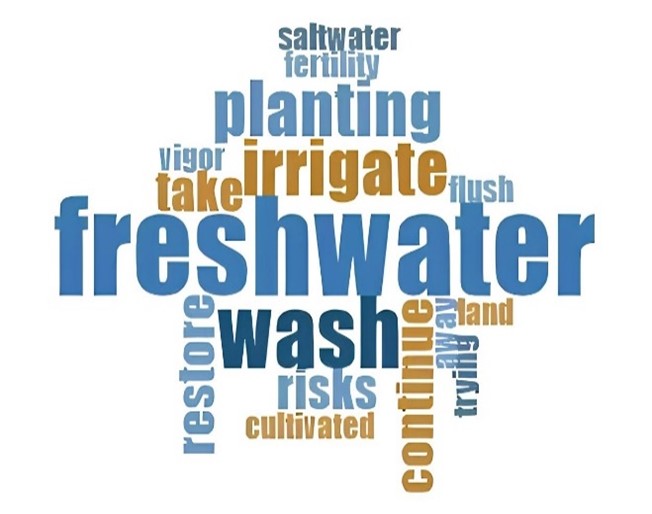 saltwater
fertility
planting
vigor
irrigate
take
flush
freshwater
restore
wash
continue
away
land
trying
risks
cultivated